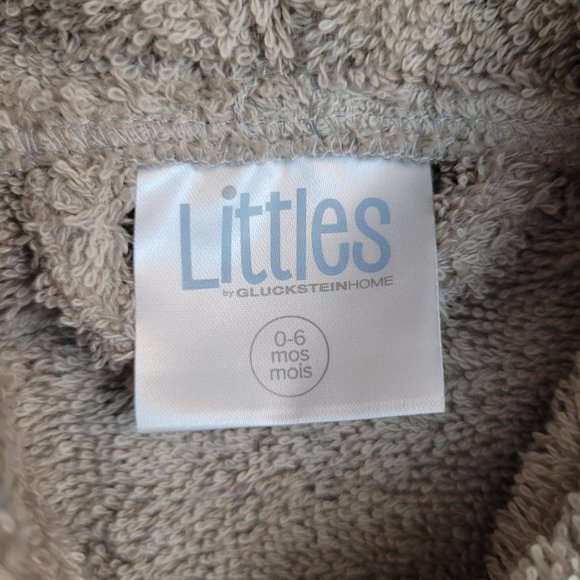 Littles
by GLUCKSTEINHOME
0-6
mos
mois